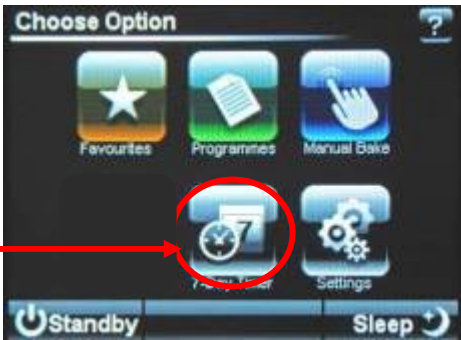 Choose Option
?
Favourites Programmes Manual Bake
7
7-Day Timer Settings
Standby Sleep